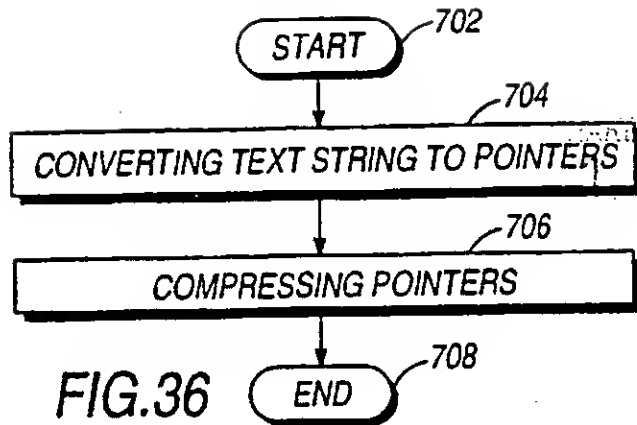 START
702
704
CONVERTING TEXT STRING TO POINTERS
706
COMPRESSING POINTERS
708
END
FIG.36